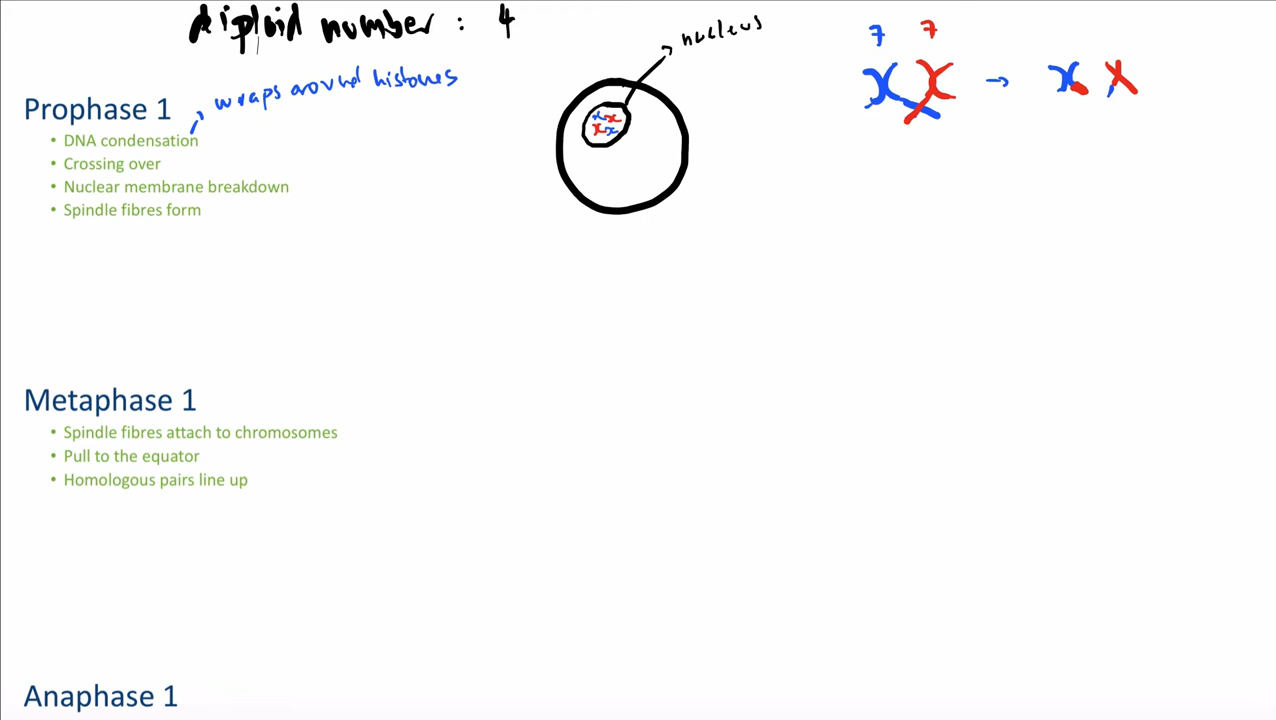 diploid number : 4
nucleus
7 7
wraps around histones
Prophase 1
• DNA condensation
• Crossing over
• Nuclear membrane breakdown
• Spindle fibres form
Metaphase 1
• Spindle fibres attach to chromosomes
• Pull to the equator
• Homologous pairs line up
Anaphase 1